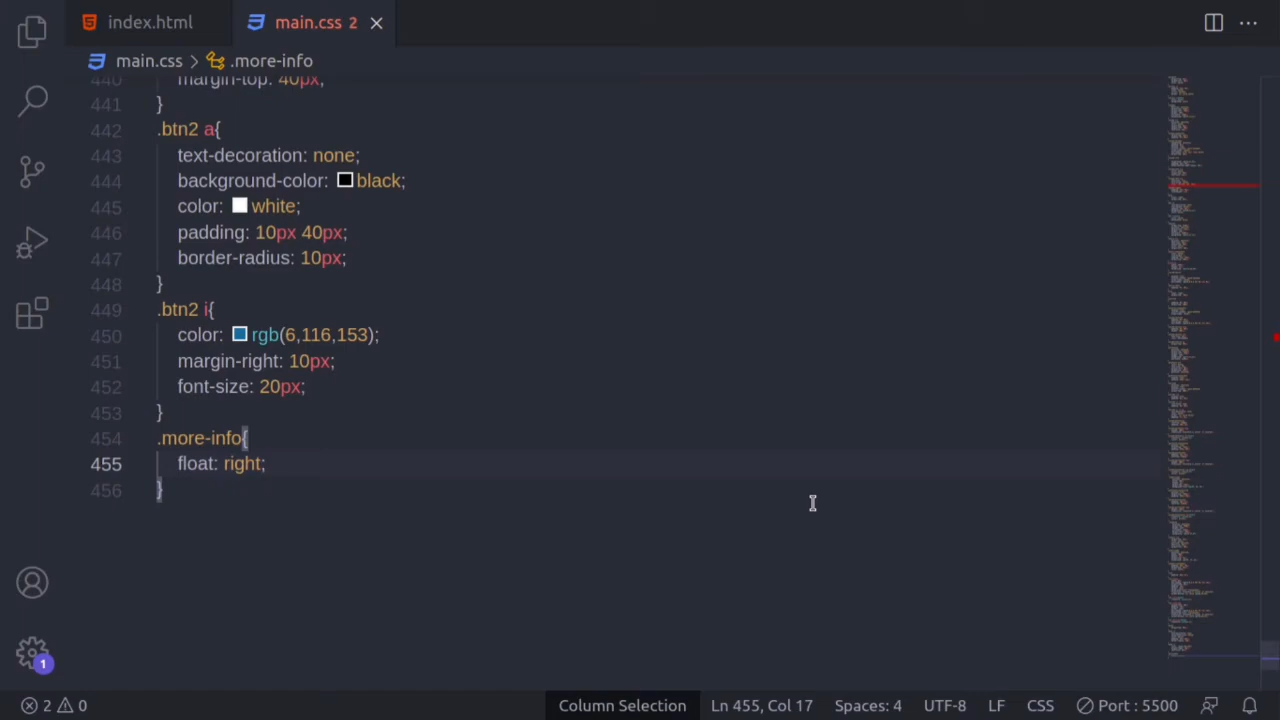 index.html
main.css 2
main.css > .more-info
440 margin-top: 40px;
441 }
442 .btn2 a{
443 text-decoration: none;
444 background-color: black;
445 color: white;
446 padding: 10px 40px;
447 border-radius: 10px;
448 }
449 .btn2 i{
450 color: rgb(6,116,153);
451 margin-right: 10px;
452 font-size: 20px;
453 }
454 .more-info{
455 float: right;
456 }
1
2 0 Column Selection Ln 455, Col 17 Spaces: 4 UTF-8 LF CSS Port : 5500